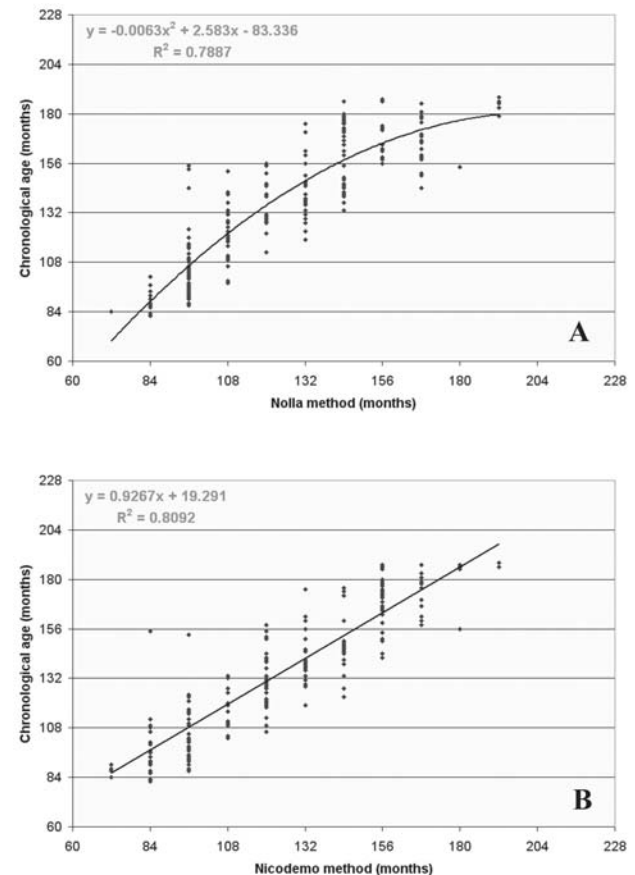 y = -0.0063x² + 2.583x - 83.336
R² = 0.7887
228
204
180
156
132
108
84
60
Chronological age (months)
A
60 84 108 132 156 180 204 228
Nolla method (months)
y = 0.9267x + 19.291
R² = 0.8092
228
204
180
156
132
108
84
60
Chronological age (months)
B
60 84 108 132 156 180 204 228
Nicodemo method (months)